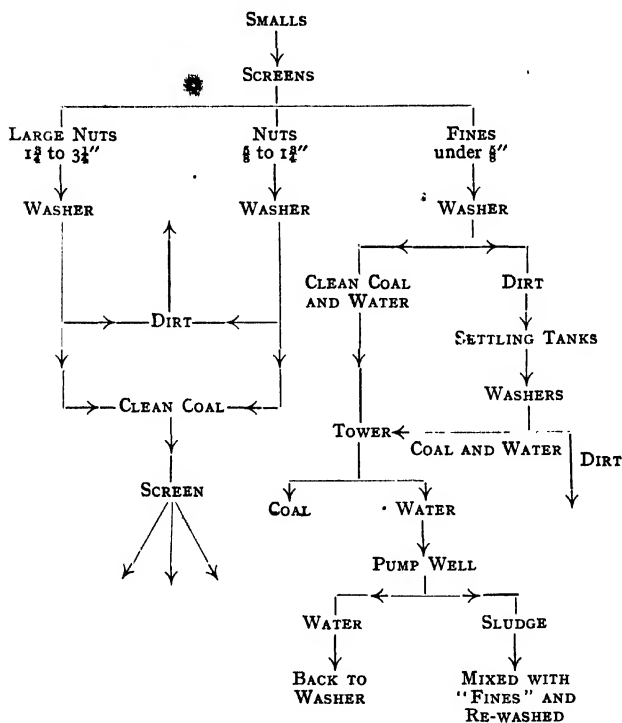 SMALLS
SCREENS
LARGE NUTS
1¾ to 3¼"
NUTS
⅝ to 1¾"
FINES
under ⅝"
WASHER
WASHER
WASHER
CLEAN COAL
AND WATER
DIRT
DIRT
SETTLING TANKS
WASHERS
CLEAN COAL
TOWER
COAL AND WATER
DIRT
SCREEN
COAL
WATER
PUMP WELL
WATER
SLUDGE
BACK TO
WASHER
MIXED WITH
"FINES" AND
RE-WASHED